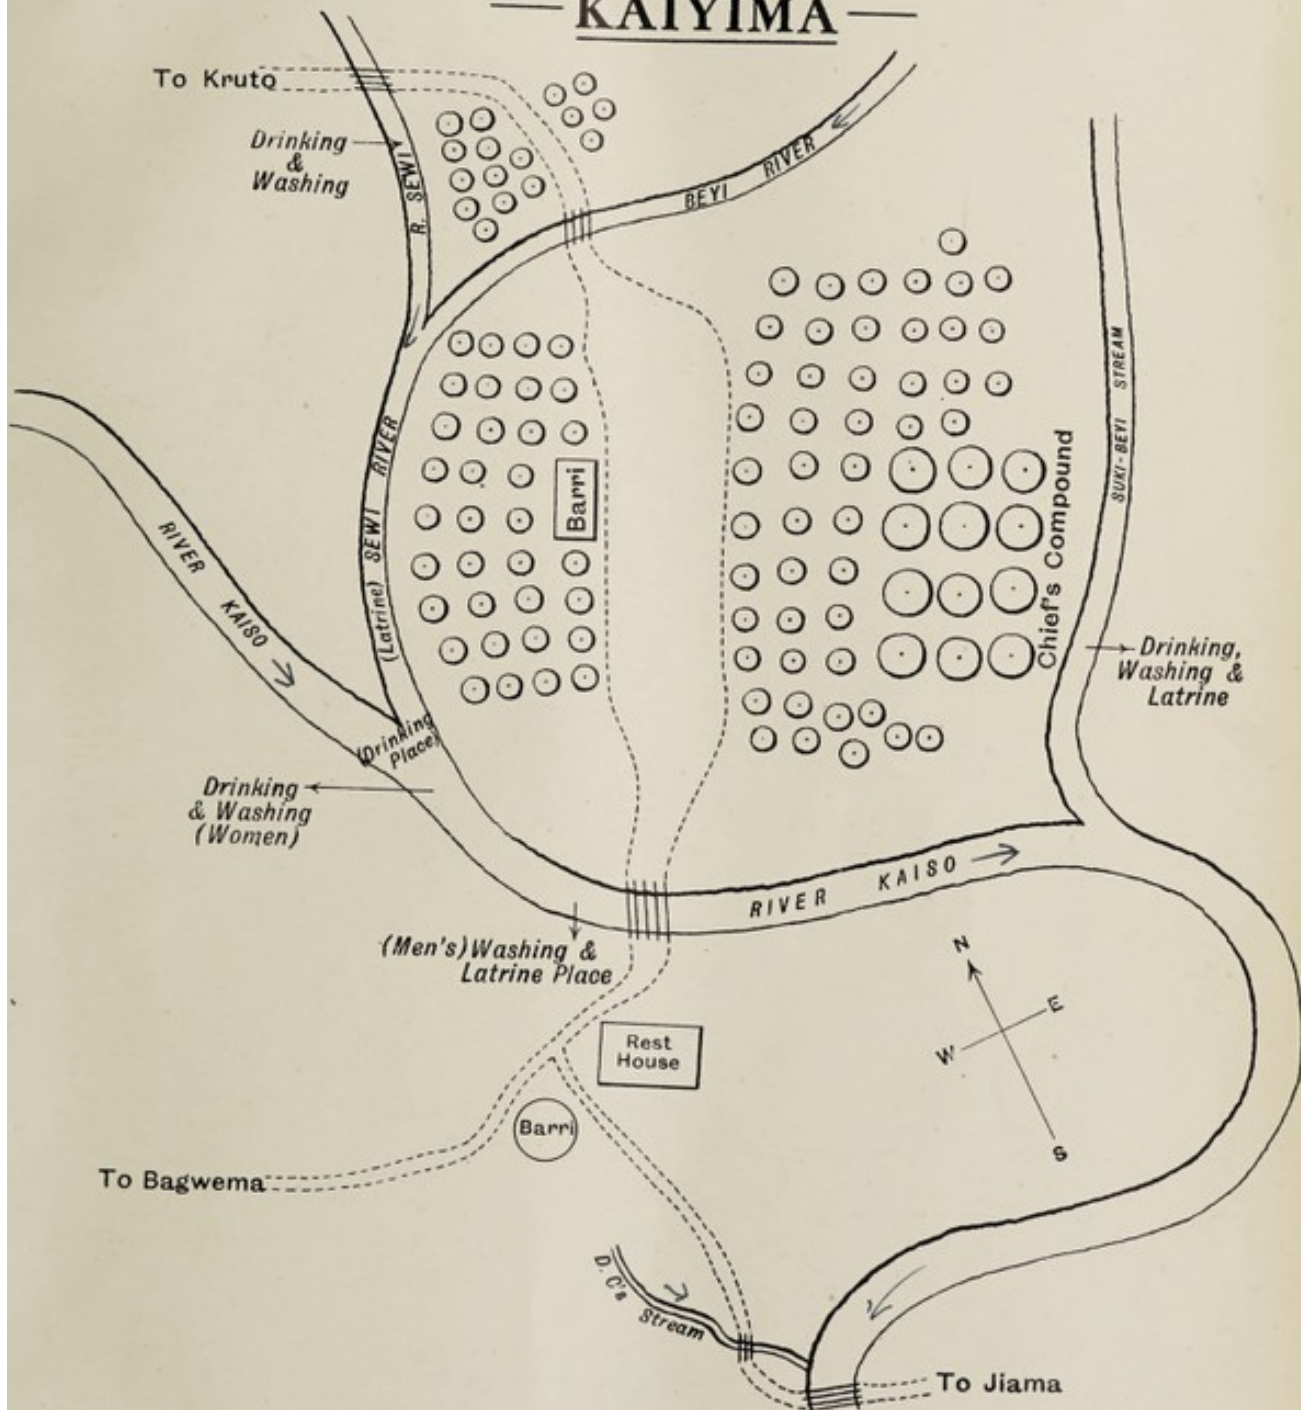 KAIYIMA
To Kruto
Drinking
&
Washing
R. SEWI
BEYI RIVER
SUKI-BEYI STREAM
RIVER KAISO
(Latrine) SEWI RIVER
Barri
Chief's Compound
Drinking,
Washing &
Latrine
(Drinking
Place)
Drinking
& Washing
(Women)
RIVER KAISO
(Men's) Washing &
Latrine Place
N
E
W
S
Rest
House
Barri
To Bagwema
D.C's Stream
To Jiama